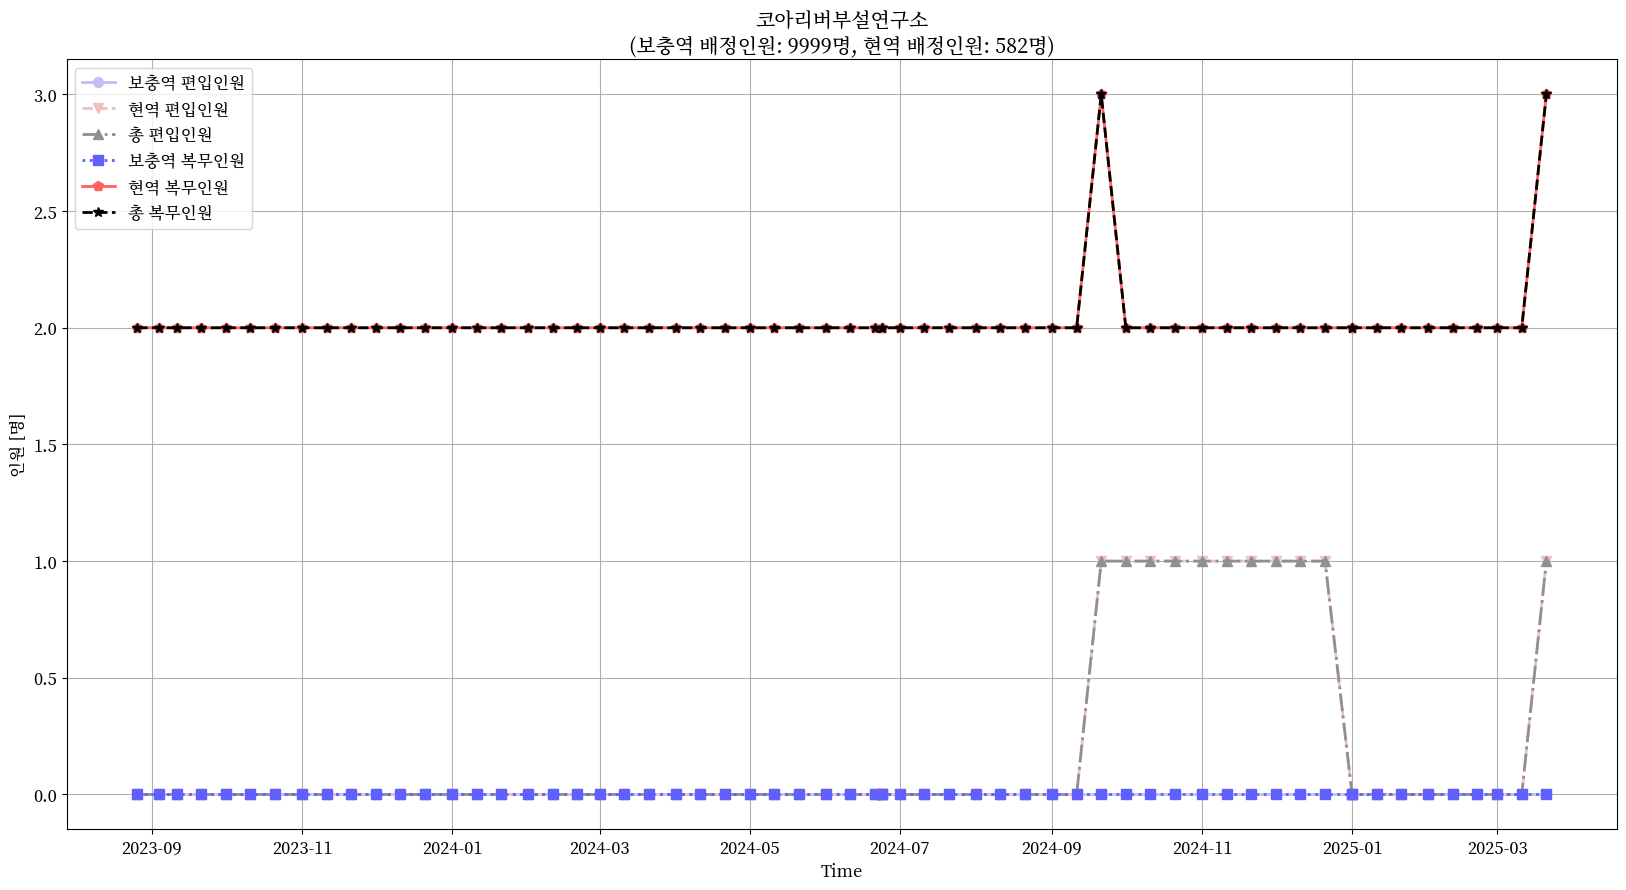 코아리버부설연구소
(보충역 배정인원: 9999명, 현역 배정인원: 582명)
보충역 편입인원
현역 편입인원
총 편입인원
보충역 복무인원
현역 복무인원
총 복무인원
인원 [명]
3.0
2.5
2.0
1.5
1.0
0.5
0.0
2023-09
2023-11
2024-01
2024-03
2024-05
2024-07
2024-09
2024-11
2025-01
2025-03
Time